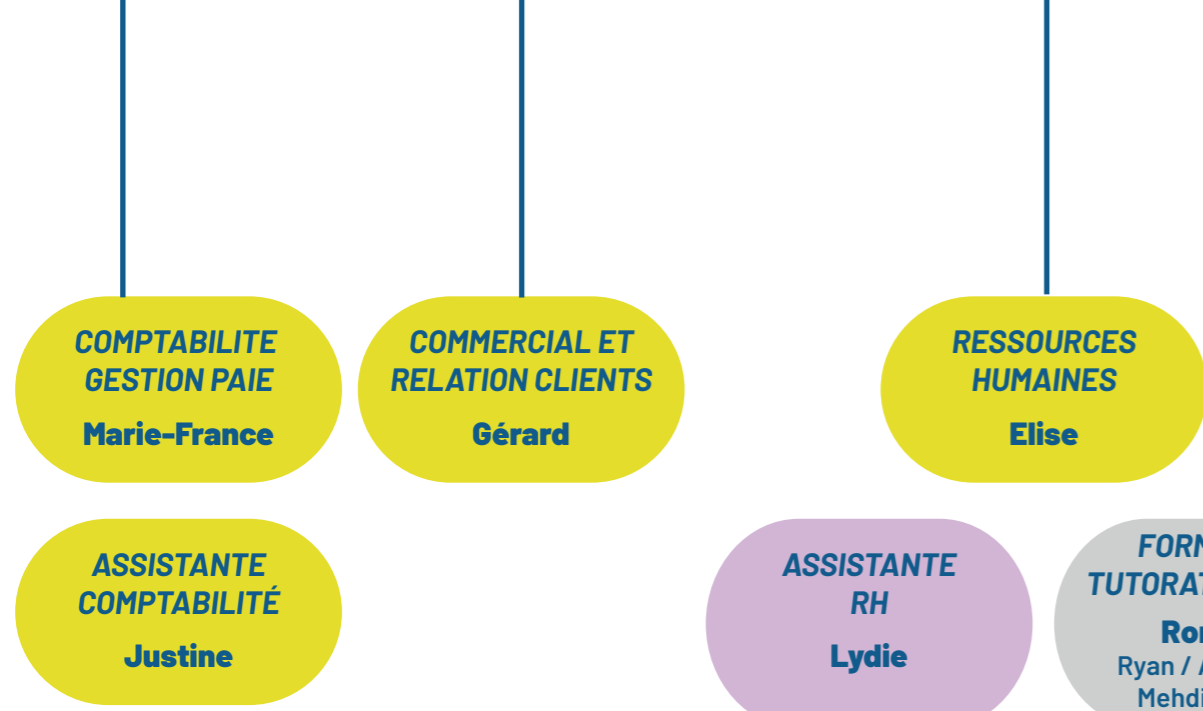 COMPTABILITE
GESTION PAIE
Marie-France
COMMERCIAL ET
RELATION CLIENTS
Gérard
RESSOURCES
HUMAINES
Elise
ASSISTANTE
COMPTABILITÉ
Justine
ASSISTANTE
RH
Lydie
Ryan /
Mehdi